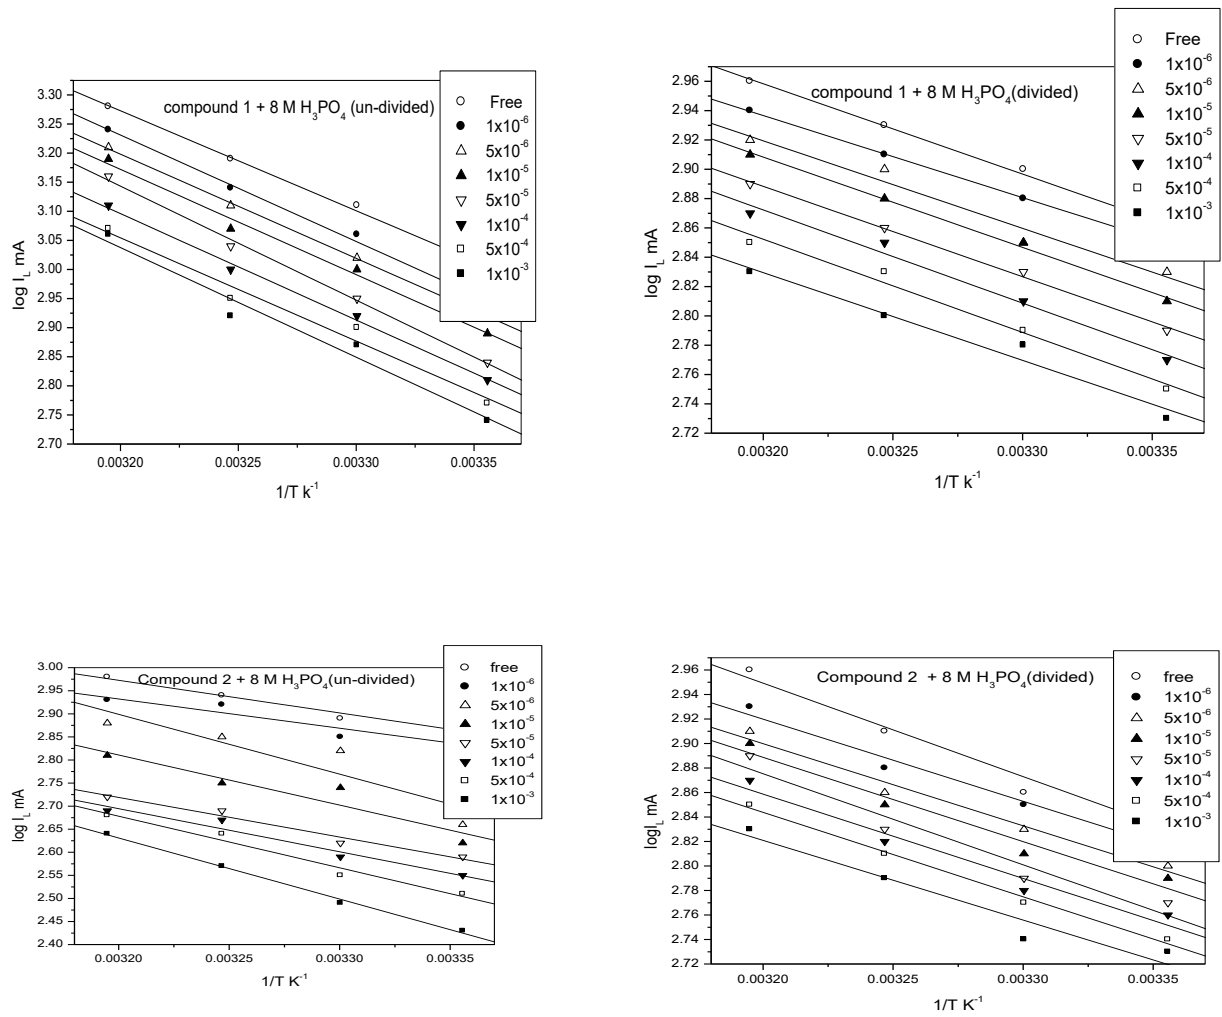 compound 1 + 8 M H₃PO₄ (un-divided)
Free
1x10⁻⁶
5x10⁻⁶
1x10⁻⁵
5x10⁻⁵
1x10⁻⁴
5x10⁻⁴
1x10⁻³
3.30
3.25
3.20
3.15
3.10
3.05
3.00
2.95
2.90
2.85
2.80
2.75
2.70
log I_L mA
0.00320 0.00325 0.00330 0.00335
1/T k⁻¹
compound 1 + 8 M H₃PO₄(divided)
Free
1x10⁻⁶
5x10⁻⁶
1x10⁻⁵
5x10⁻⁵
1x10⁻⁴
5x10⁻⁴
1x10⁻³
2.96
2.94
2.92
2.90
2.88
2.86
2.84
2.82
2.80
2.78
2.76
2.74
2.72
log I_L mA
0.00320 0.00325 0.00330 0.00335
1/T k⁻¹
Compound 2 + 8 M H₃PO₄(un-divided)
free
1x10⁻⁶
5x10⁻⁶
1x10⁻⁵
5x10⁻⁵
1x10⁻⁴
5x10⁻⁴
1x10⁻³
3.00
2.95
2.90
2.85
2.80
2.75
2.70
2.65
2.60
2.55
2.50
2.45
2.40
log I_L mA
0.00320 0.00325 0.00330 0.00335
1/T K⁻¹
Compound 2 + 8 M H₃PO₄(divided)
free
1x10⁻⁶
5x10⁻⁶
1x10⁻⁵
5x10⁻⁵
1x10⁻⁴
5x10⁻⁴
1x10⁻³
2.96
2.94
2.92
2.90
2.88
2.86
2.84
2.82
2.80
2.78
2.76
2.74
2.72
logI_L mA
0.00320 0.00325 0.00330 0.00335
1/T K⁻¹